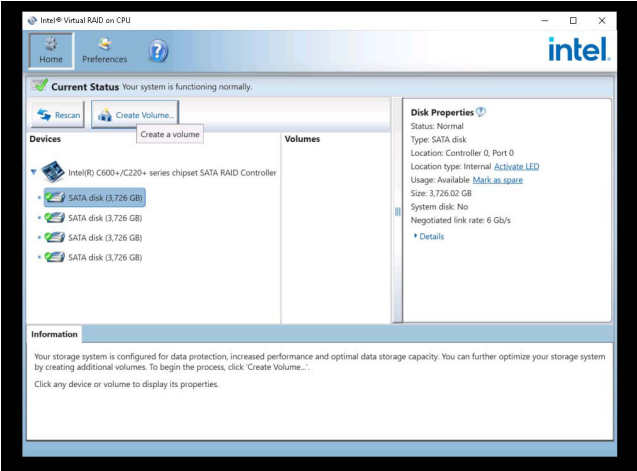 Intel® Virtual RAID on CPU
Home
Preferences
intel.
Current Status Your system is functioning normally.
Rescan
Create Volume...
Create a volume
Devices
Volumes
Intel(R) C600+/C220+ series chipset SATA RAID Controller
SATA disk (3,726 GB)
SATA disk (3,726 GB)
SATA disk (3,726 GB)
SATA disk (3,726 GB)
Disk Properties
Status: Normal
Type: SATA disk
Location: Controller 0, Port 0
Location type: Internal Activate LED
Usage: Available Mark as spare
Size: 3,726.02 GB
System disk: No
Negotiated link rate: 6 Gb/s
Details
Information
Your storage system is configured for data protection, increased performance and optimal data storage capacity. You can further optimize your storage system
by creating additional volumes. To begin the process, click 'Create Volume...'.
Click any device or volume to display its properties.